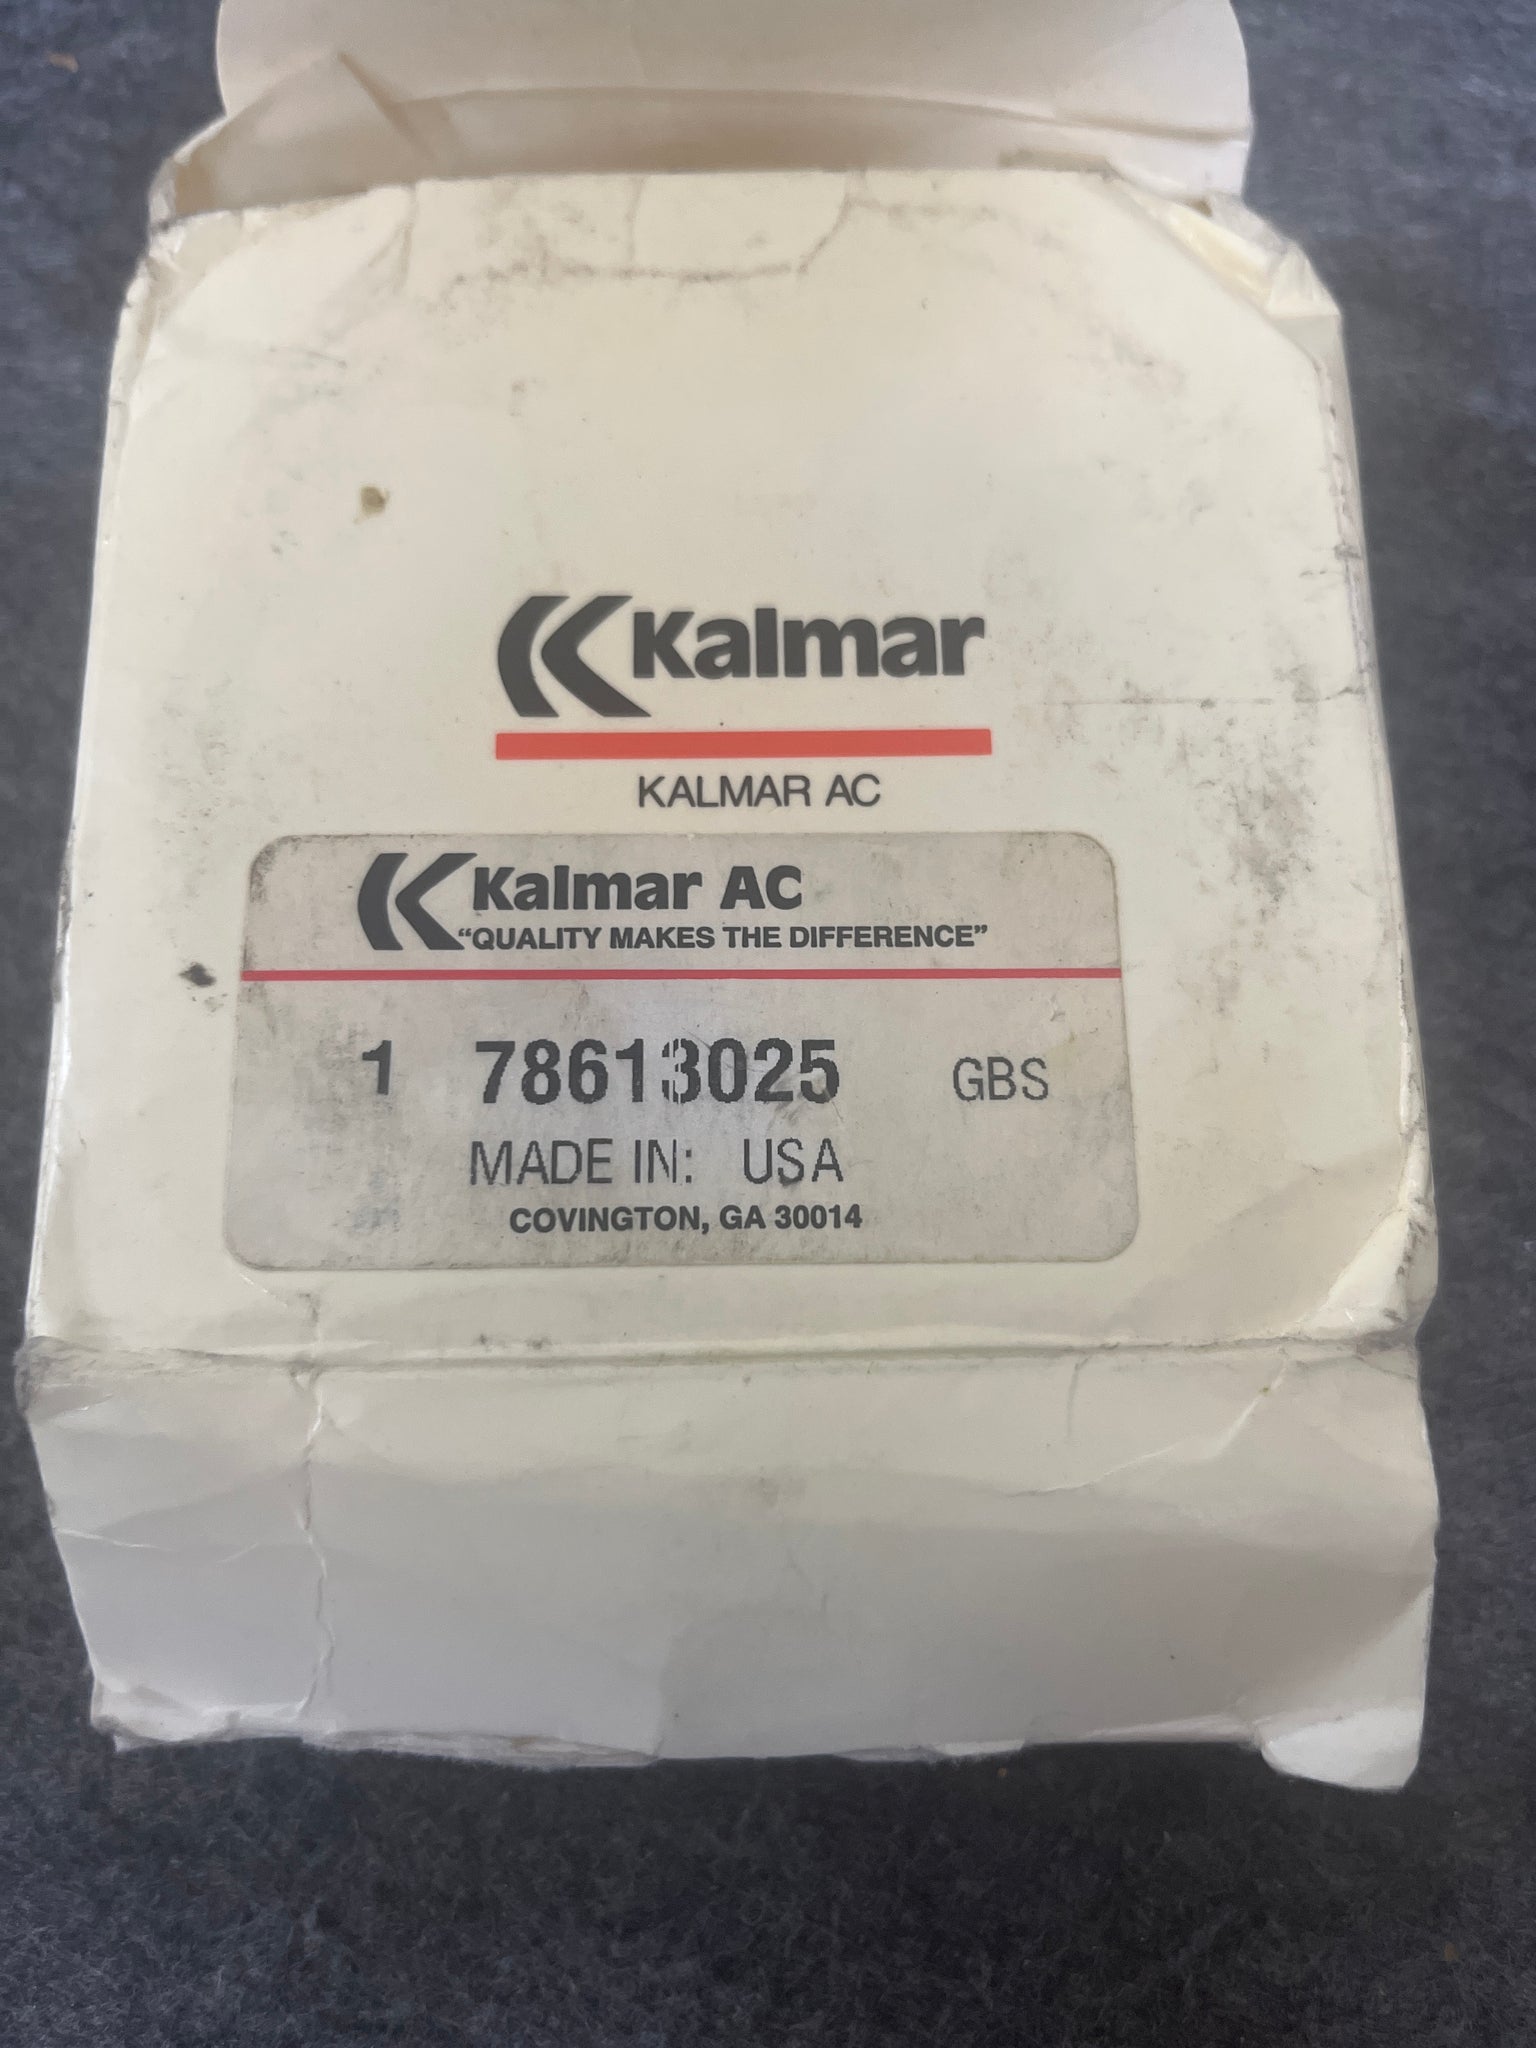 Kalmar
KALMAR AC
Kalmar AC
"QUALITY MAKES THE DIFFERENCE"
1 78613025 GBS
MADE IN: USA
COVINGTON, GA 30014